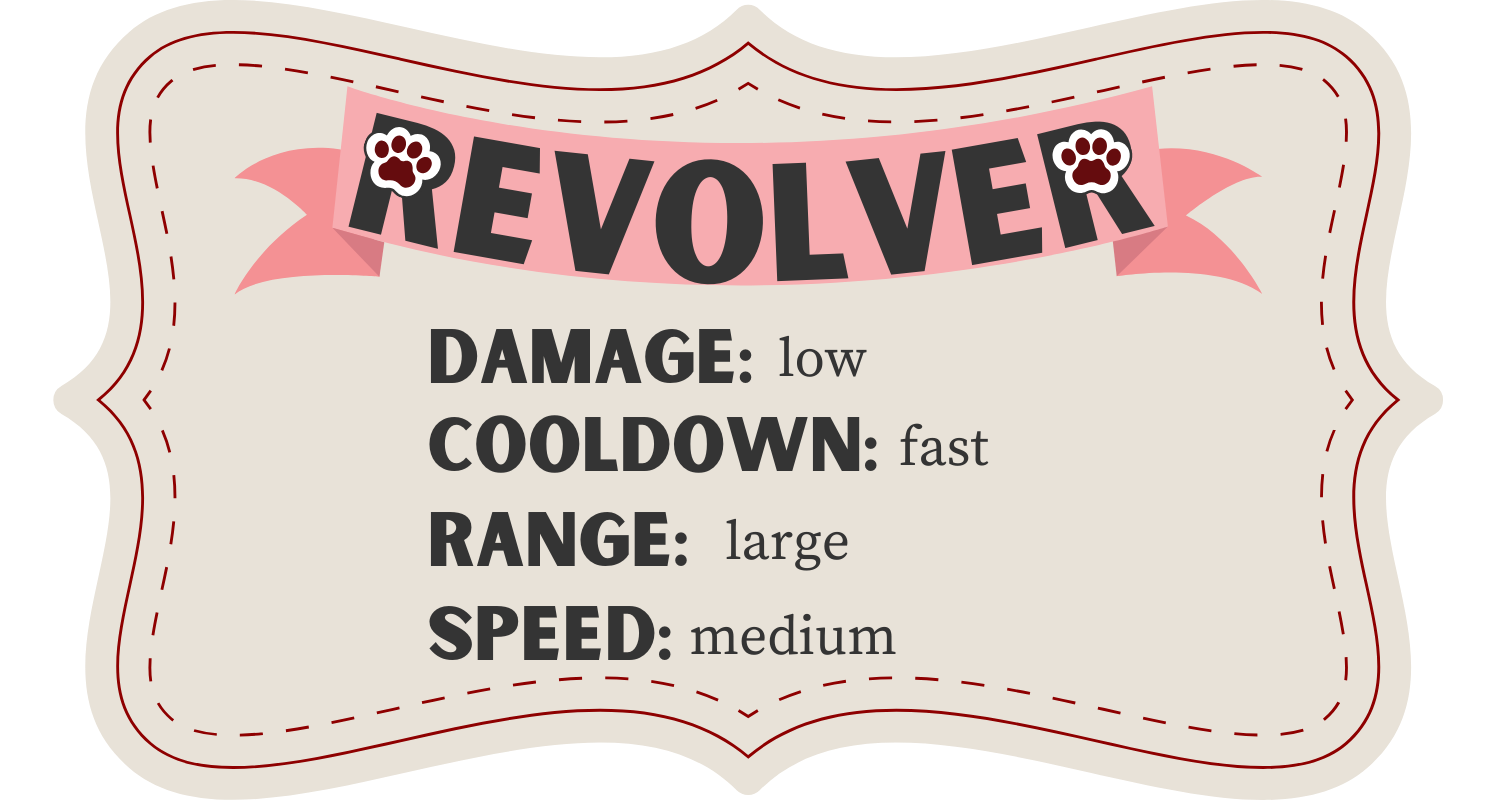 REVOLVER
DAMAGE: low
COOLDOWN: fast
RANGE: large
SPEED: medium